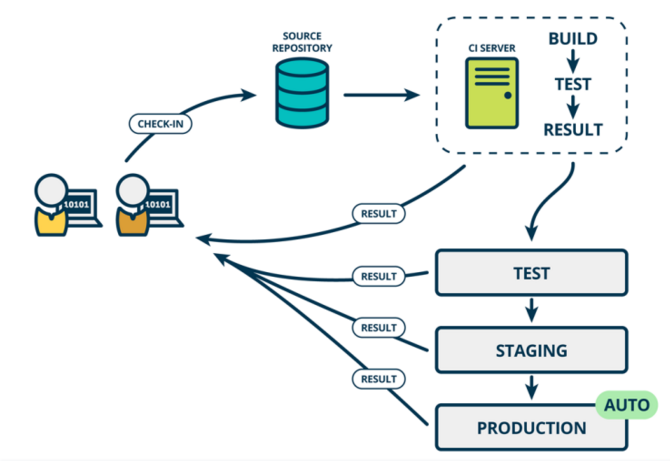 SOURCE
REPOSITORY
CI SERVER
BUILD
TEST
RESULT
CHECK-IN
10101
10101
RESULT
RESULT
TEST
RESULT
STAGING
RESULT
AUTO
PRODUCTION